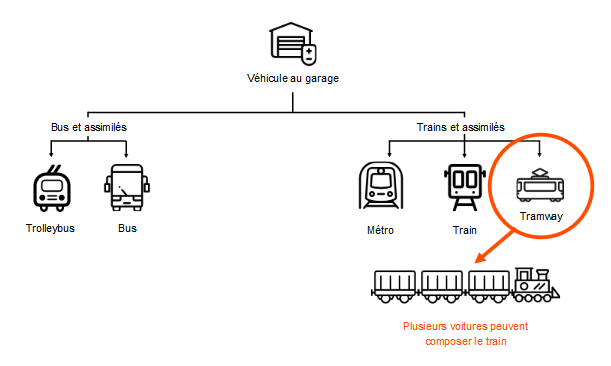 Véhicule au garage
Bus et assimilés
Trains et assimilés
Trolleybus
Bus
Métro
Train
Tramway
Plusieurs voitures peuvent
composer le train